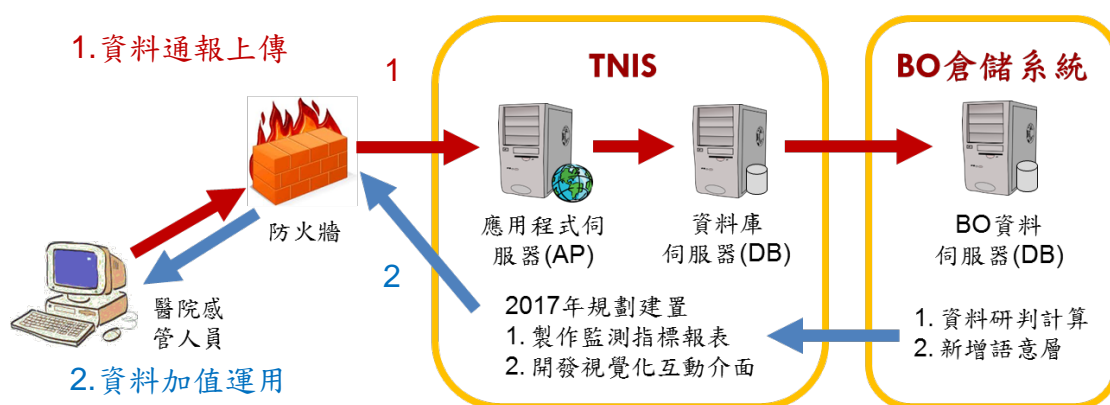 1.資料通報上傳
1
TNIS
BO倉儲系統
防火牆
應用程式伺
服器(AP)
資料庫
伺服器(DB)
BO資料
伺服器(DB)
2
醫院感
管人員
2017年規劃建置
1. 製作監測指標報表
2. 開發視覺化互動介面
1. 資料研判計算
2. 新增語意層
2.資料加值運用